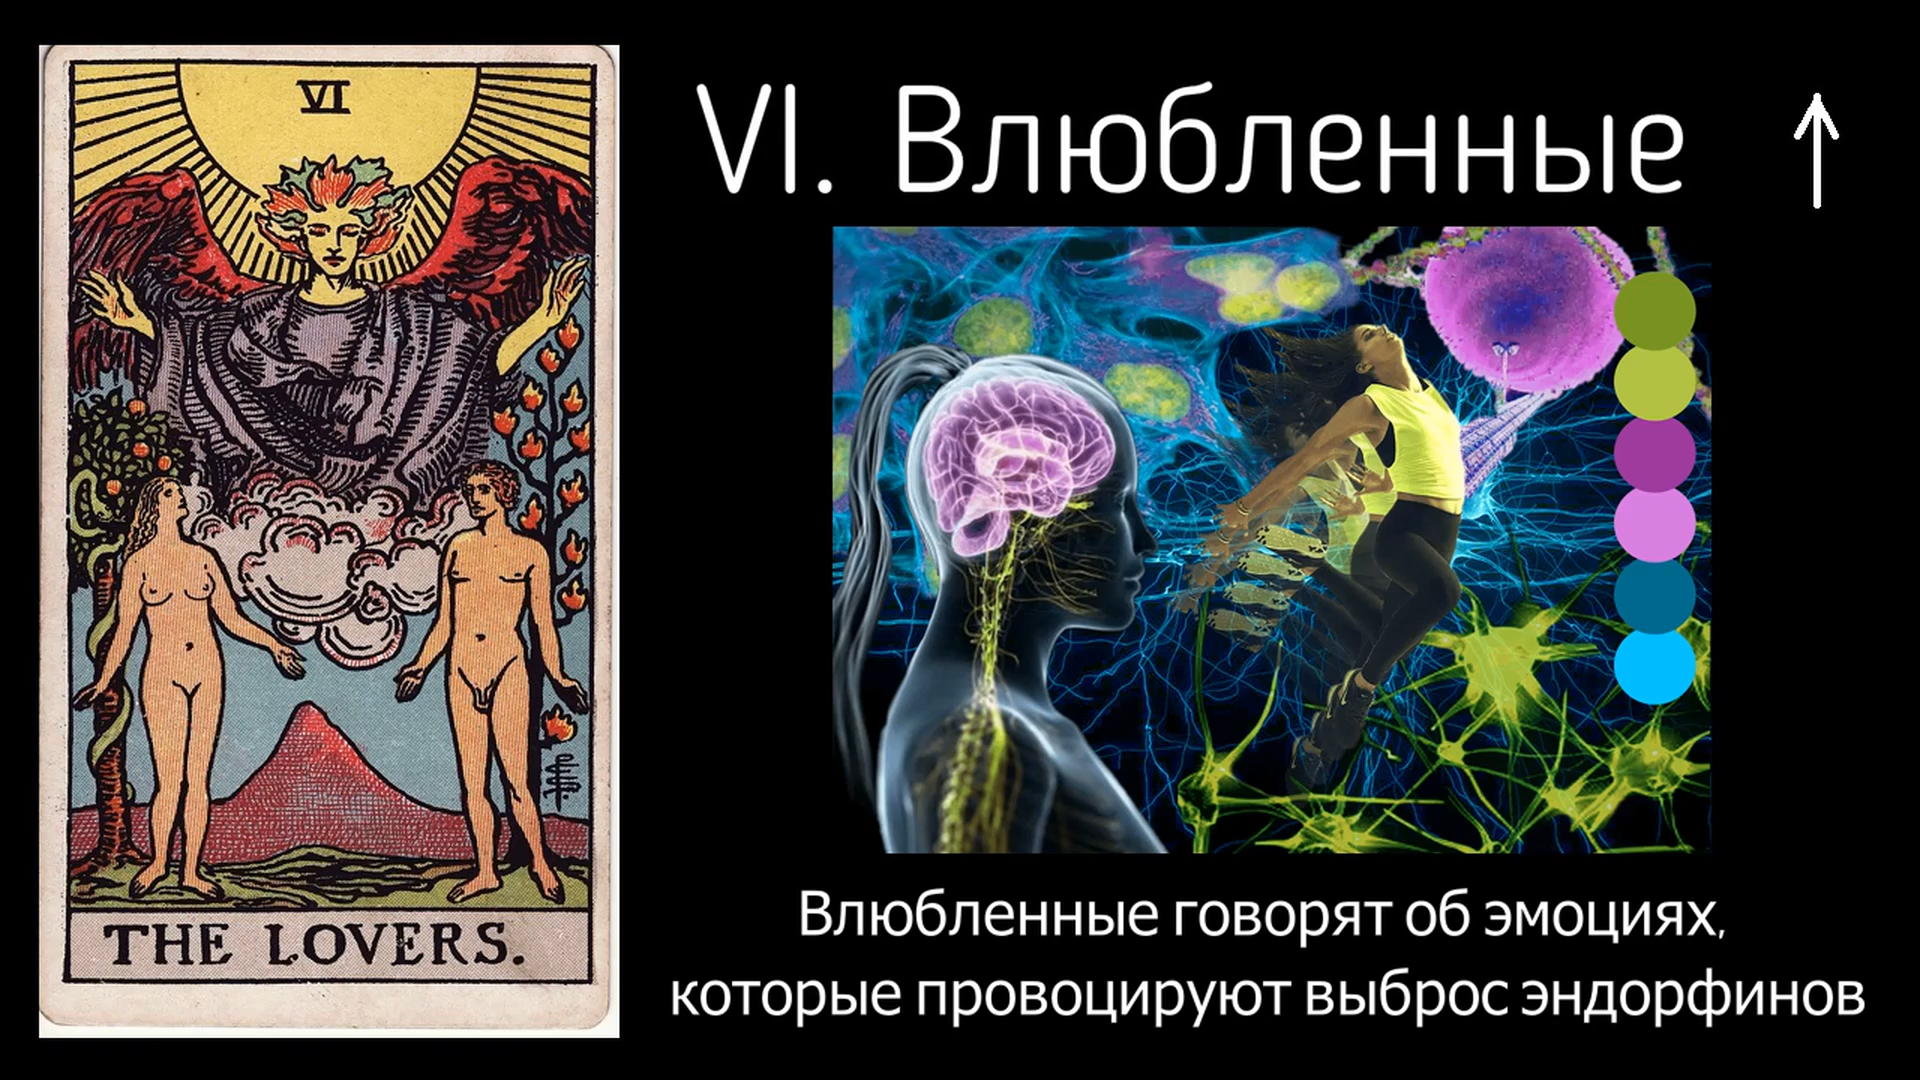 VI
THE LOVERS.
VI. Влюбленные
Влюбленные говорят об эмоциях,
которые провоцируют выброс эндорфинов